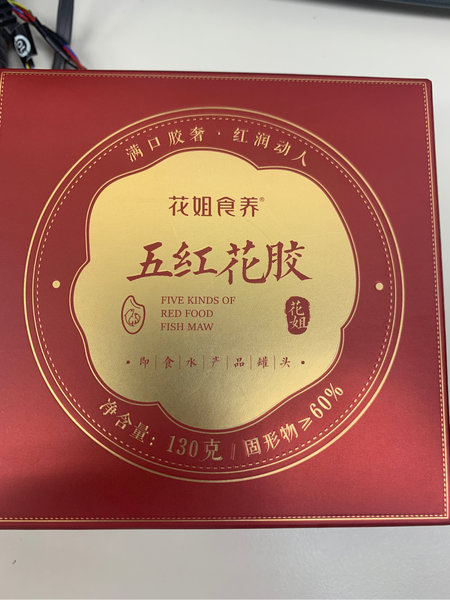 满口胶奢·红润动人
花姐食养®
五红花胶
FIVE KINDS OF
RED FOOD
FISH MAW
花姐
·即|食|水|产|品|罐|头·
净含量: 130克 | 固形物≥60%